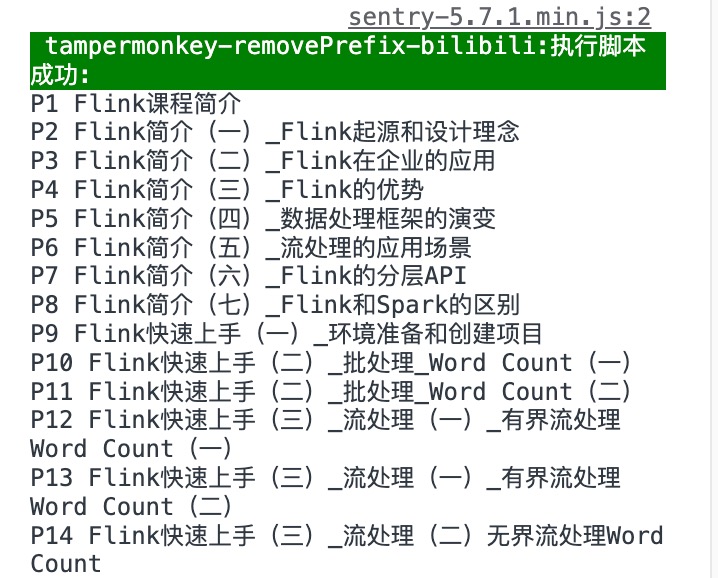 sentry-5.7.1.min.js:2
tampermonkey-removePrefix-bilibili:执行脚本
成功:
P1 Flink课程简介
P2 Flink简介（一）_Flink起源和设计理念
P3 Flink简介（二）_Flink在企业的应用
P4 Flink简介（三）_Flink的优势
P5 Flink简介（四）_数据处理框架的演变
P6 Flink简介（五）_流处理的应用场景
P7 Flink简介（六）_Flink的分层API
P8 Flink简介（七）_Flink和Spark的区别
P9 Flink快速上手（一）_环境准备和创建项目
P10 Flink快速上手（二）_批处理_Word Count（一）
P11 Flink快速上手（二）_批处理_Word Count（二）
P12 Flink快速上手（三）_流处理（一）_有界流处理
Word Count（一）
P13 Flink快速上手（三）_流处理（一）_有界流处理
Word Count（二）
P14 Flink快速上手（三）_流处理（二）无界流处理Word
Count